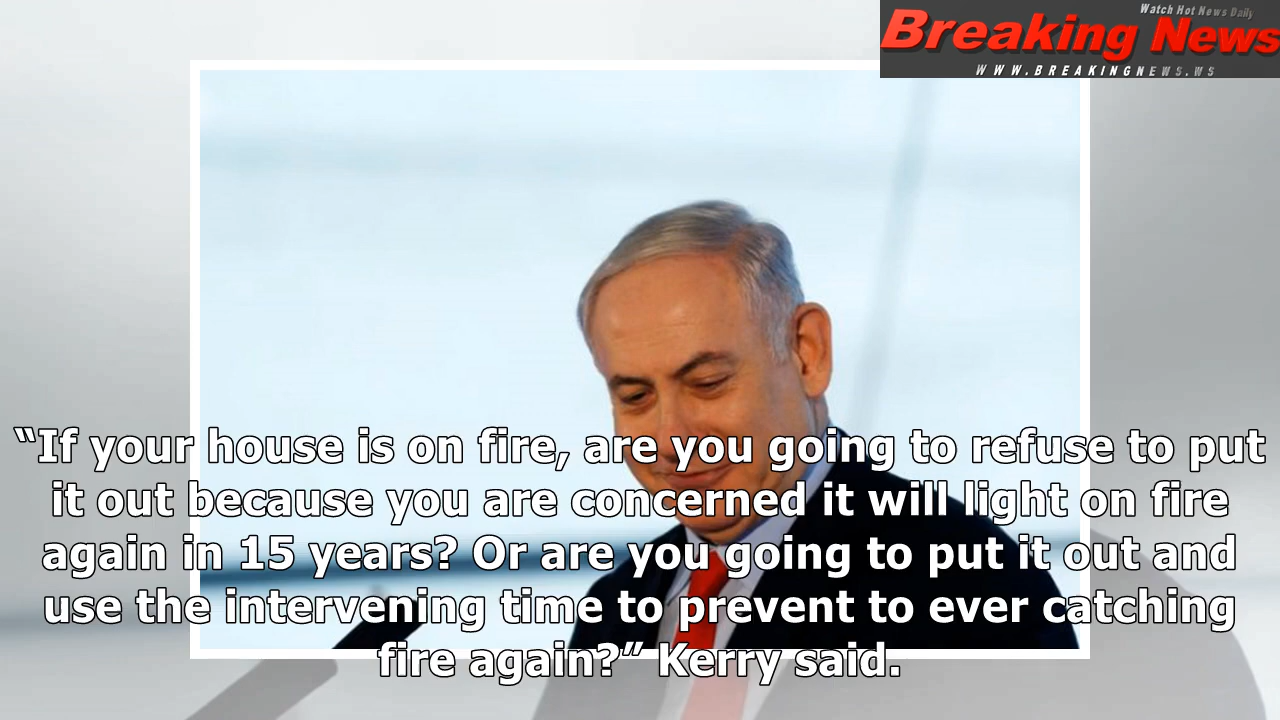 Watch Hot News Daily
Breaking News
WWW.BREAKINGNEWS.WS
“If your house is on fire, are you going to refuse to put
it out because you are concerned it will light on fire
again in 15 years? Or are you going to put it out and
use the intervening time to prevent to ever catching
fire again?” Kerry said.